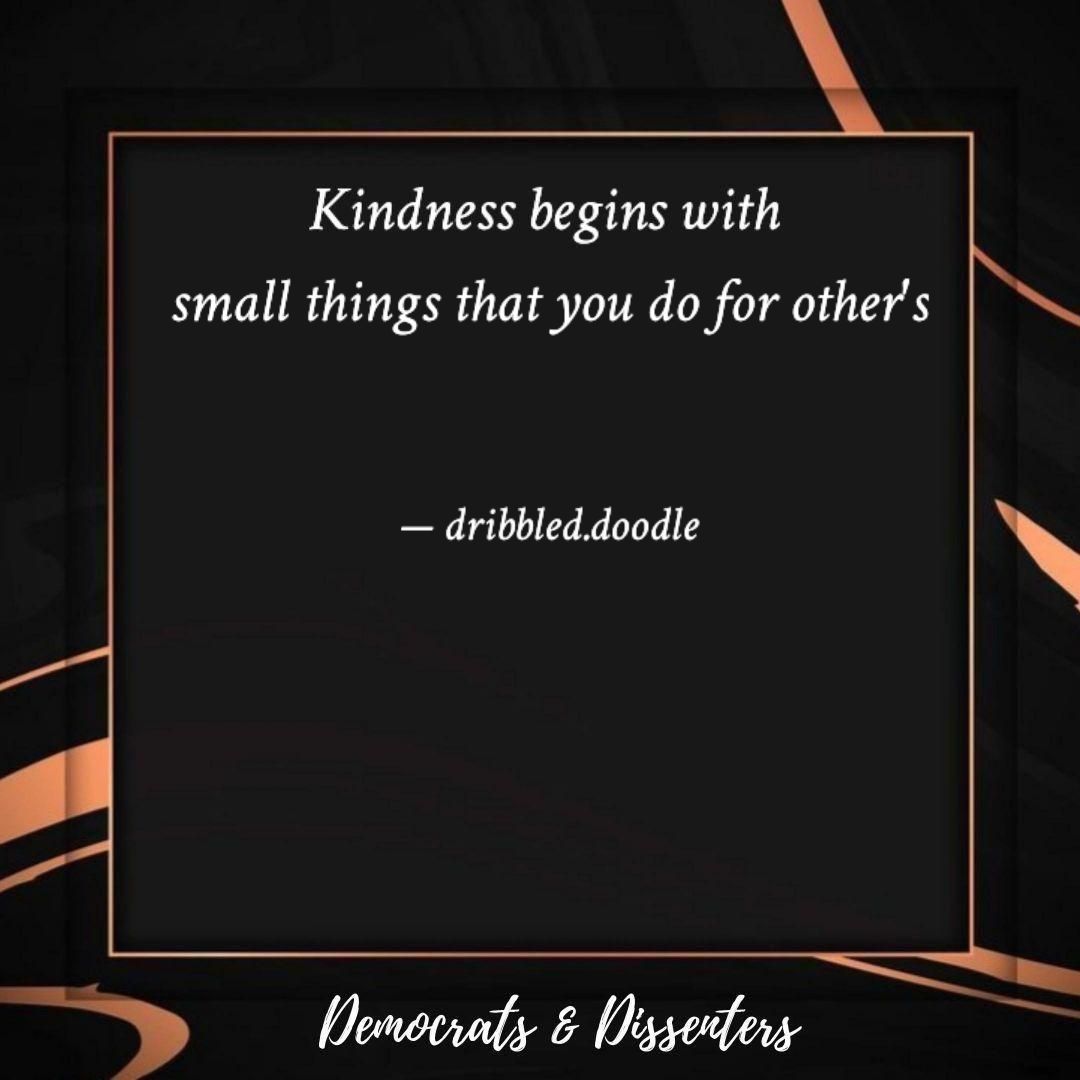 Kindness begins with
small things that you do for other's
— dribbled.doodle
Democrats & Dissenters